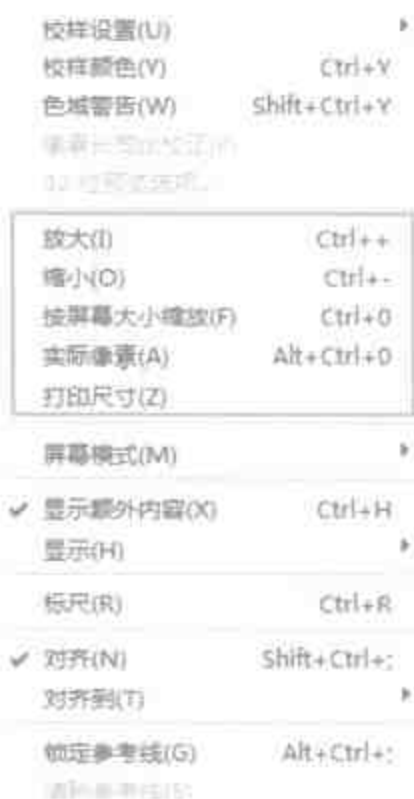 校样设置(U)
校样颜色(Y) Ctrl+Y
色域警告(W) Shift+Ctrl+Y
放大(I) Ctrl++
缩小(O) Ctrl+-
按屏幕大小缩放(F) Ctrl+0
实际像素(A) Alt+Ctrl+0
打印尺寸(Z)
屏幕模式(M)
✓ 显示额外内容(X) Ctrl+H
显示(H)
标尺(R) Ctrl+R
✓ 对齐(N) Shift+Ctrl+;
对齐到(T)
锁定参考线(G) Alt+Ctrl+;